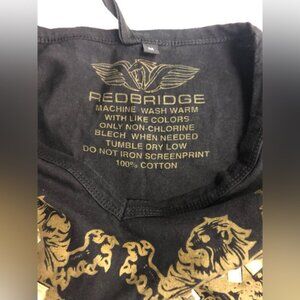 M
REDBRIDGE
MACHINE WASH WARM
WITH LIKE COLORS
ONLY NON-CHLORINE
BLECH WHEN NEEDED
TUMBLE DRY LOW
DO NOT IRON SCREENPRINT
100% COTTON